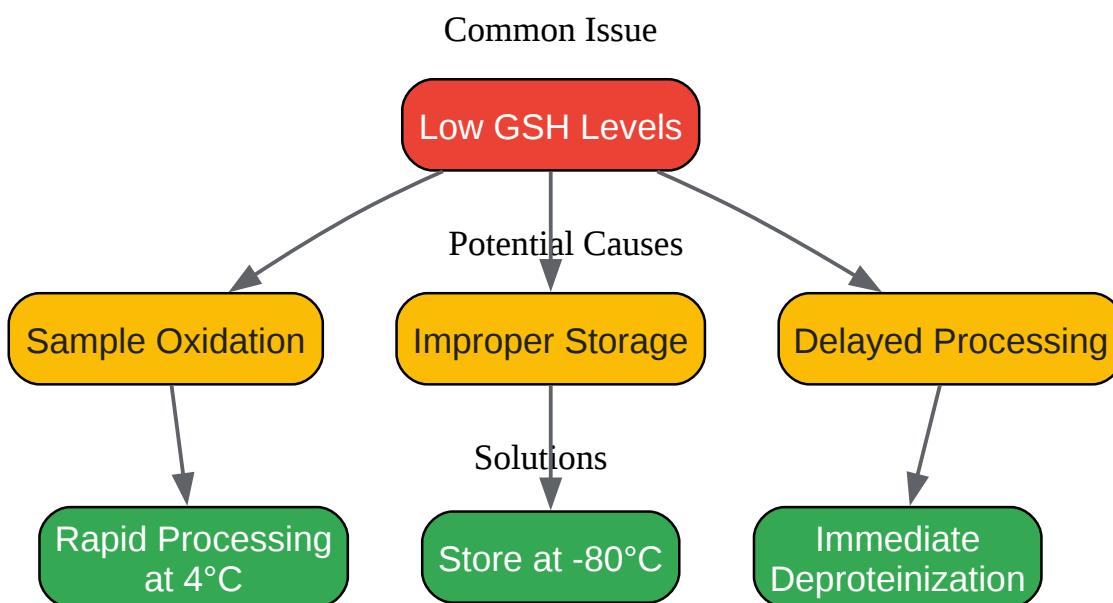 Common Issue
Low GSH Levels
Potential Causes
Sample Oxidation
Improper Storage
Delayed Processing
Solutions
Rapid Processing
at 4°C
Store at -80°C
Immediate
Deproteinization